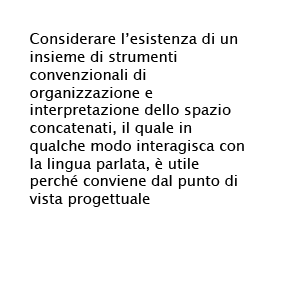 Considerare l’esistenza di un
insieme di strumenti
convenzionali di
organizzazione e
interpretazione dello spazio
concatenati, il quale in
qualche modo interagisca con
la lingua parlata, è utile
perché conviene dal punto di
vista progettuale